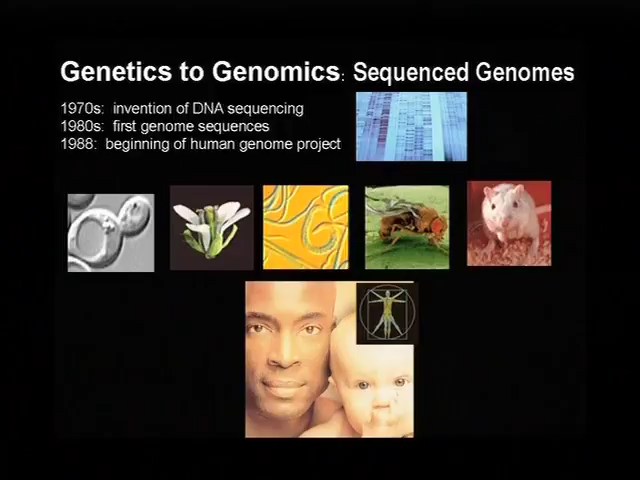 Genetics to Genomics: Sequenced Genomes
1970s: invention of DNA sequencing
1980s: first genome sequences
1988: beginning of human genome project